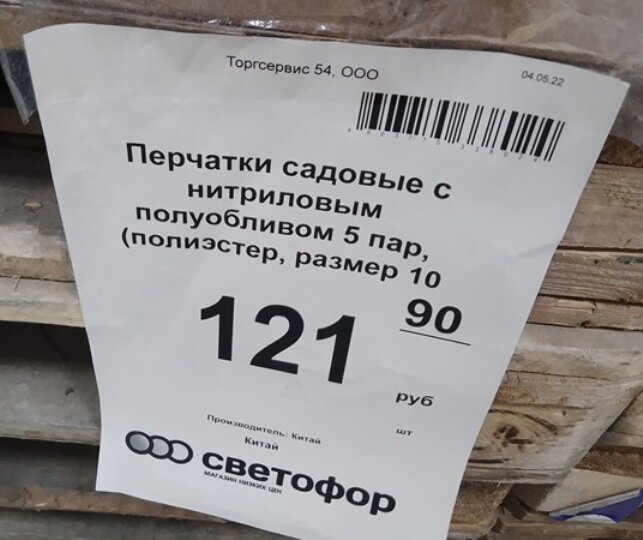 Торгсервис 54, ООО
04.05.22
Перчатки садовые с
нитриловым
полуобливом 5 пар,
(полиэстер, размер 10
121
90
руб
шт
Производитель: Китай
Китай
светофор
МАГАЗИН НИЗКИХ ЦЕН